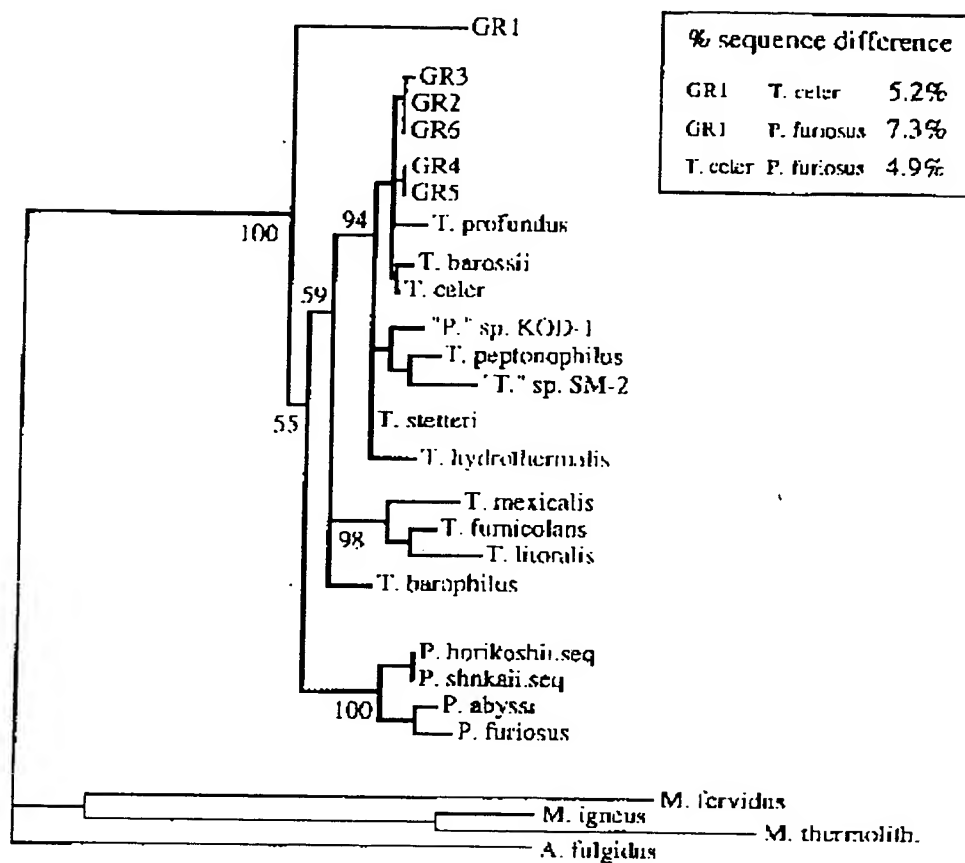 GR1
GR3
GR2
GR6
GR4
GR5
94
100
T. profundus
T. barossii
T. celer
59
"P." sp. KOD-1
T. peptonophilus
"T." sp. SM-2
T. stetteri
55
T. hydrothermalis
T. mexicalis
T. fumicolans
98
T. litoralis
T. barophilus
P. horikoshii.seq
P. shnkaii.seq
P. abyssi
100
P. furiosus
M. fervidus
M. igneus
M. thermolith.
A. fulgidus
% sequence difference
GR1 T. celer 5.2%
GR1 P. furiosus 7.3%
T. celer P. furiosus 4.9%